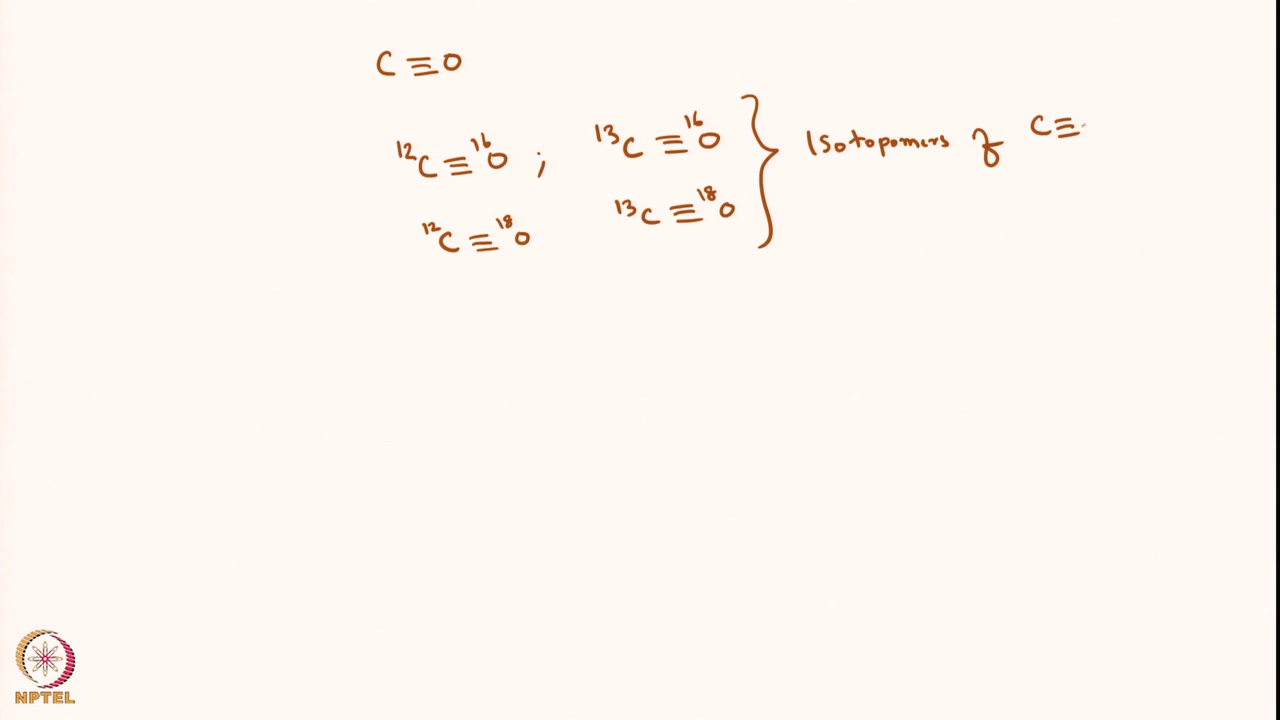 C≡O
¹²C≡¹⁶O ; ¹³C≡¹⁶O } Isotopomers of C≡
¹²C≡¹⁸O ¹³C≡¹⁸O
NPTEL